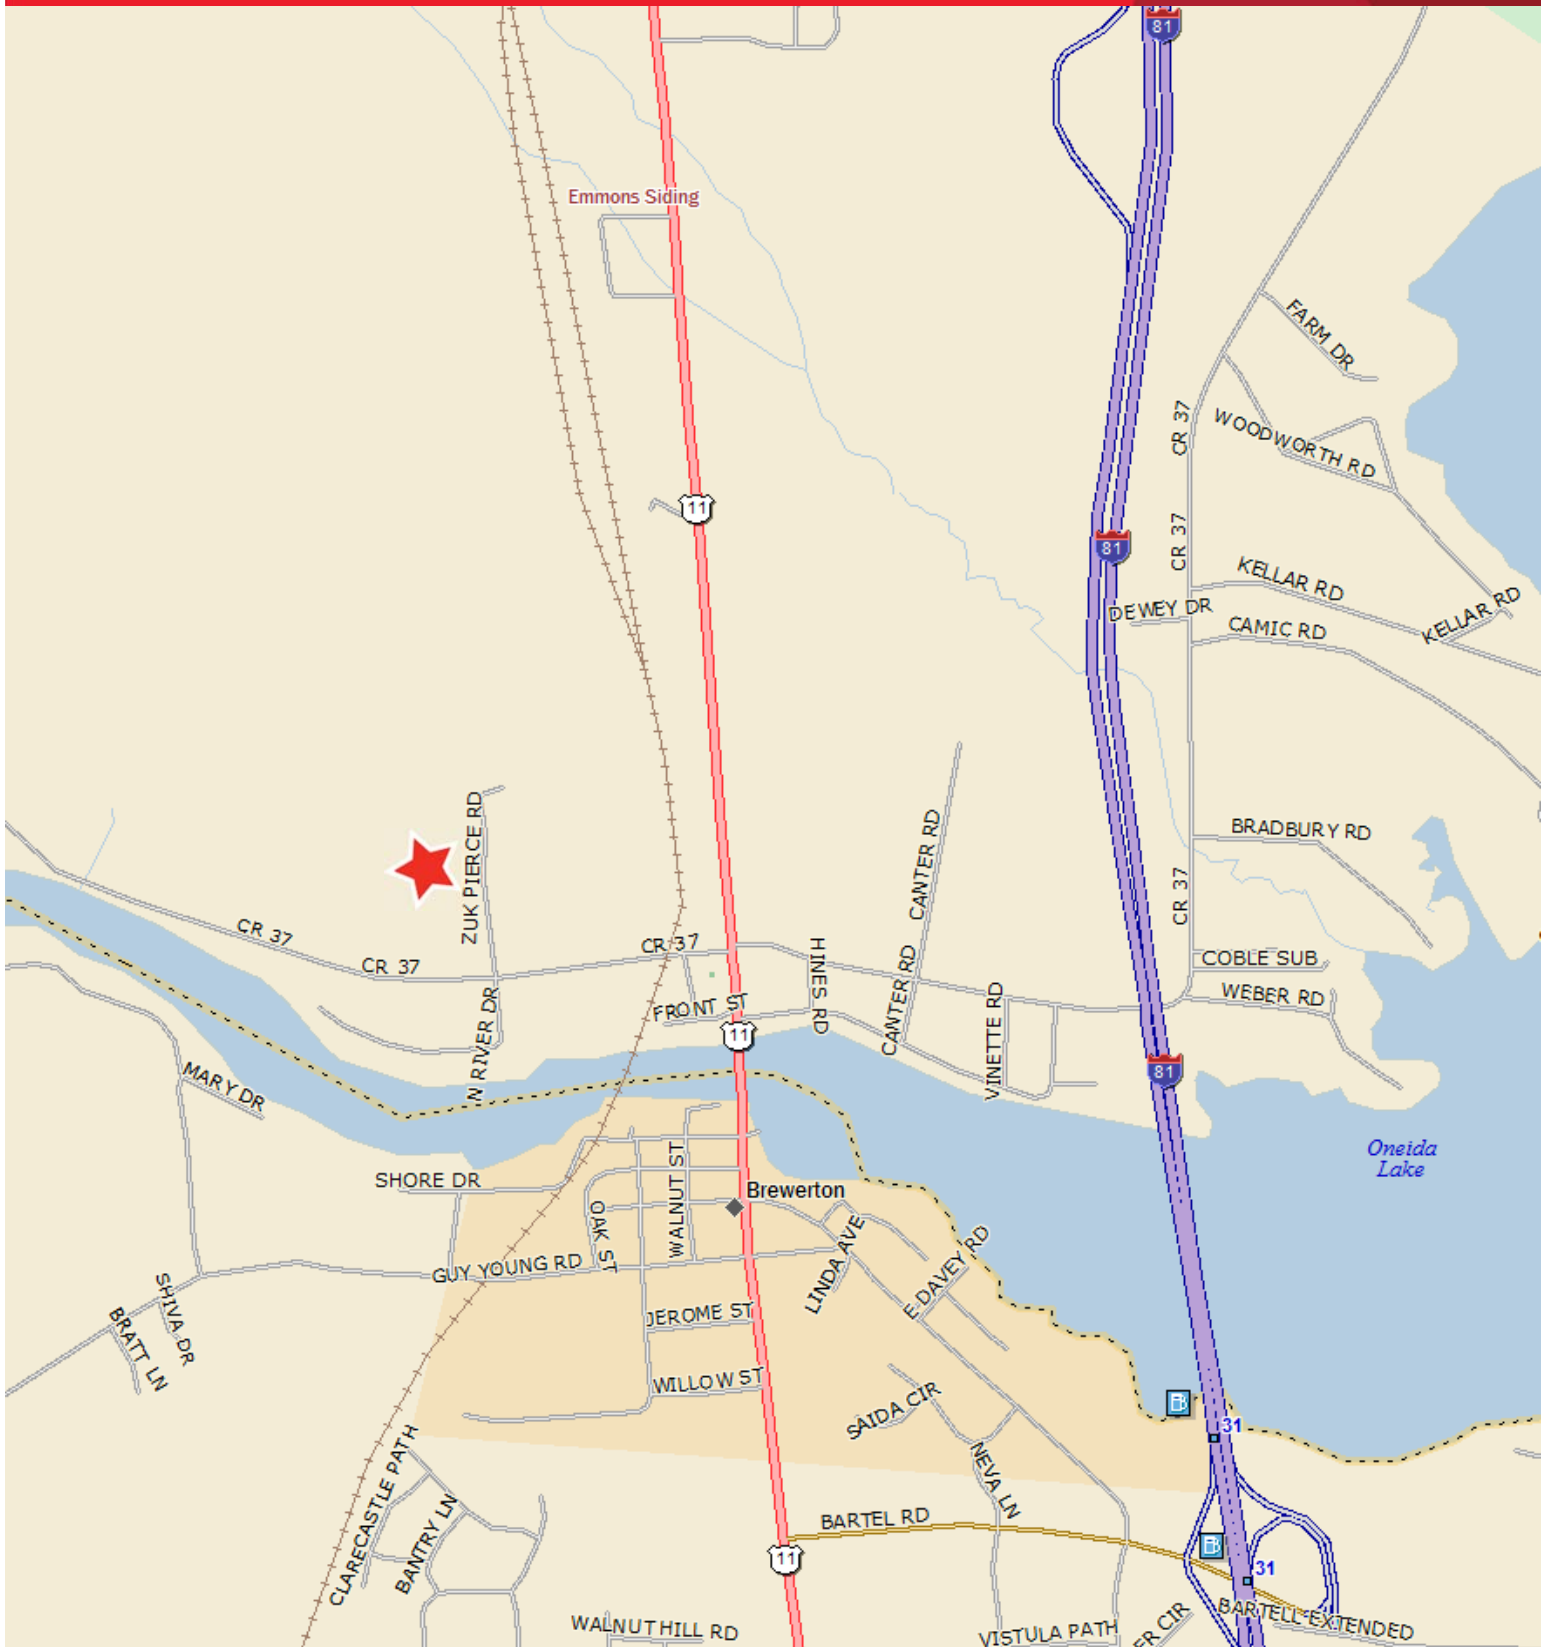 81
Emmons Siding
FARM DR
CR 37
WOODWORTH RD
11
81
CR 37
KELLAR RD
KELLAR RD
DEWEY DR
CAMIC RD
ZUK PIERCE RD
CANTER RD
BRADBURY RD
CR 37
CR 37
CR 37
CR 37
HINES RD
CANTER RD
COBLE SUB
WEBER RD
N RIVER DR
FRONT ST
VINETTE RD
11
81
MARY DR
Oneida
Lake
SHORE DR
WALNUT ST
Brewerton
OAK ST
LINDA AVE
E DAVEY RD
GUY YOUNG RD
SHIVA DR
BRATT LN
JEROME ST
WILLOW ST
SAIDA CIR
31
CLARECASTLE PATH
NEVA LN
BANTRY LN
BARTEL RD
11
31
BARTELL EXTENDED
WALNUT HILL RD
VISTULA PATH
ER CIR